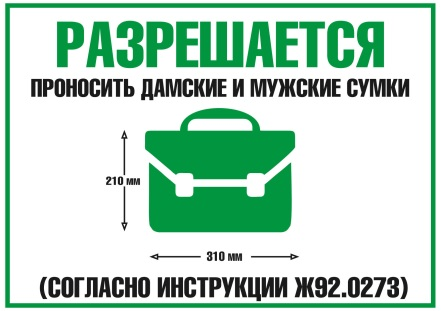 РАЗРЕШАЕТСЯ
ПРОНОСИТЬ ДАМСКИЕ И МУЖСКИЕ СУМКИ
210 мм
310 мм
(СОГЛАСНО ИНСТРУКЦИИ Ж92.0273)